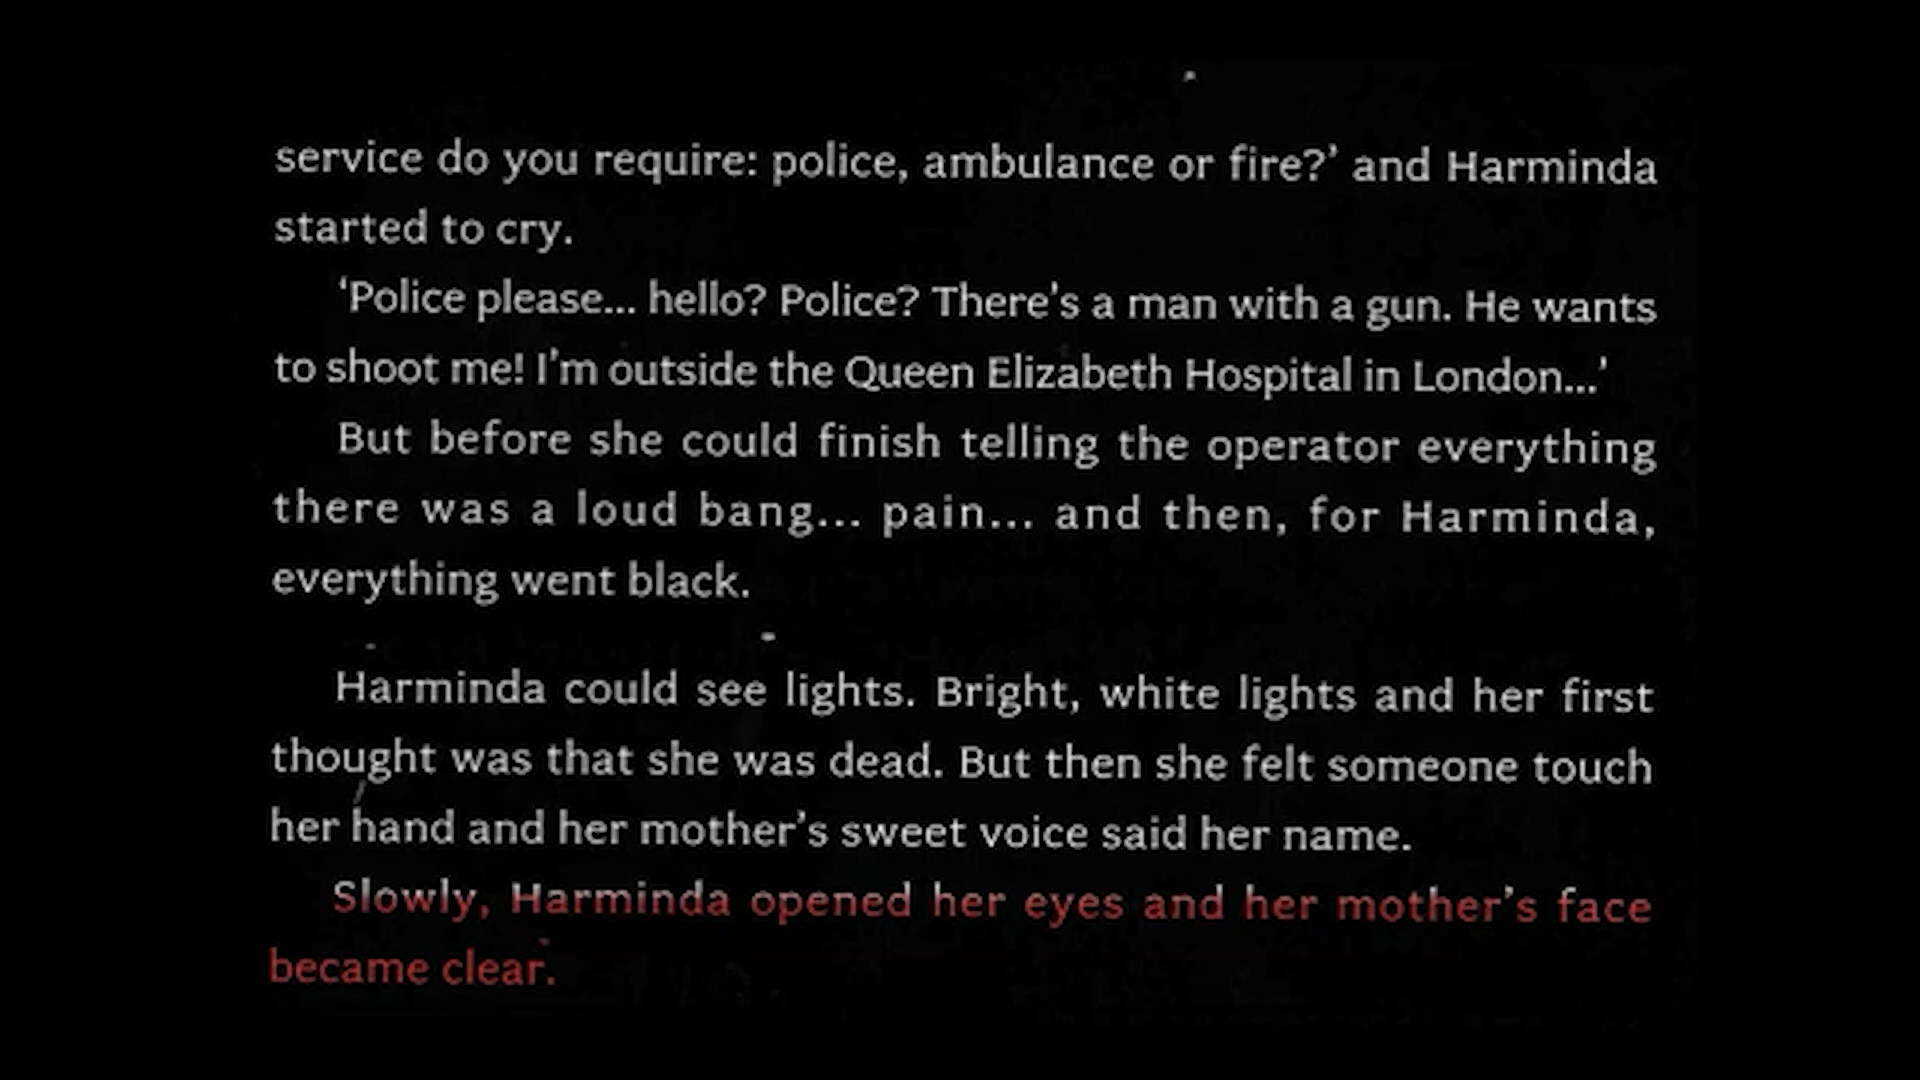 service do you require: police, ambulance or fire?’ and Harminda
started to cry.
‘Police please... hello? Police? There’s a man with a gun. He wants
to shoot me! I’m outside the Queen Elizabeth Hospital in London...’
But before she could finish telling the operator everything
there was a loud bang... pain... and then, for Harminda,
everything went black.
Harminda could see lights. Bright, white lights and her first
thought was that she was dead. But then she felt someone touch
her hand and her mother’s sweet voice said her name.
Slowly, Harminda opened her eyes and her mother’s face
became clear.